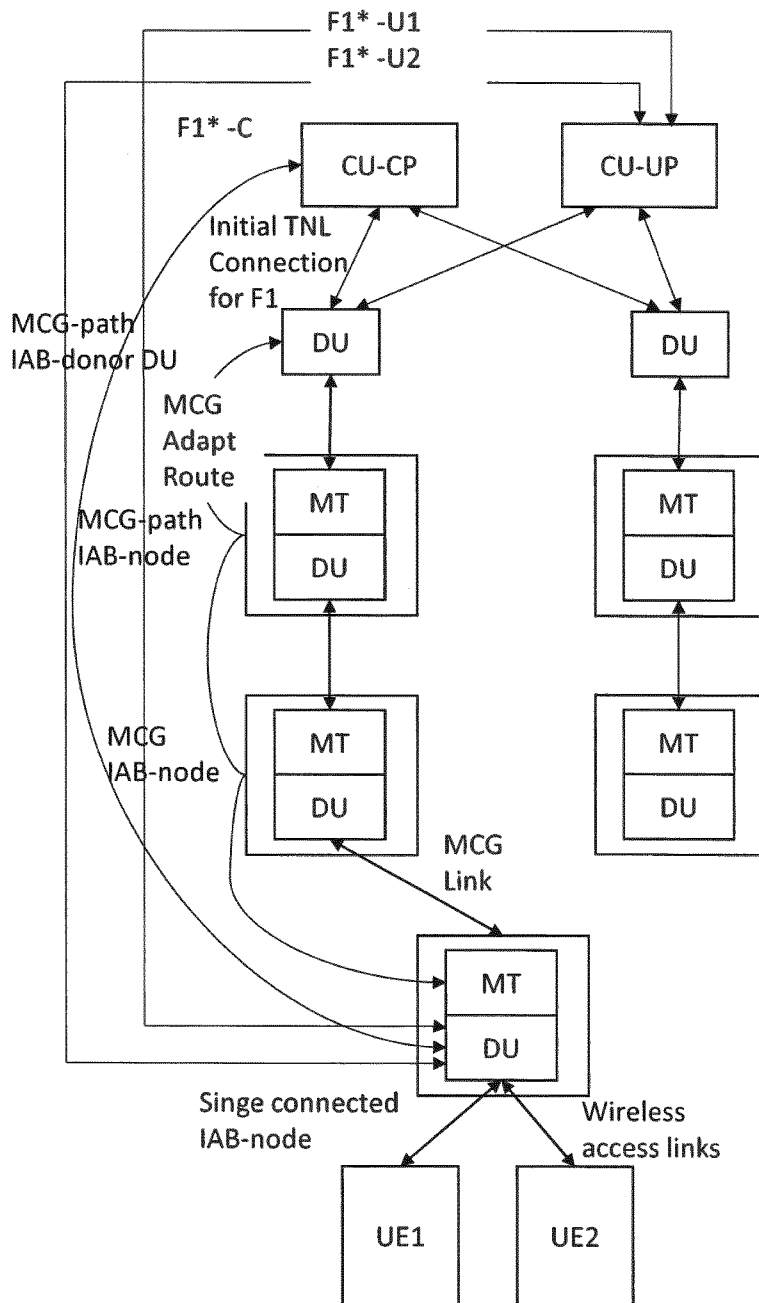 F1* -U1
F1* -U2
F1* -C
CU-CP
CU-UP
Initial TNL
Connection
for F1
MCG-path
IAB-donor DU
DU
DU
MCG
Adapt
Route
MCG-path
IAB-node
MT
DU
MT
DU
MCG
IAB-node
MT
DU
MT
DU
MCG
Link
MT
DU
Singe connected
IAB-node
Wireless
access links
UE1
UE2